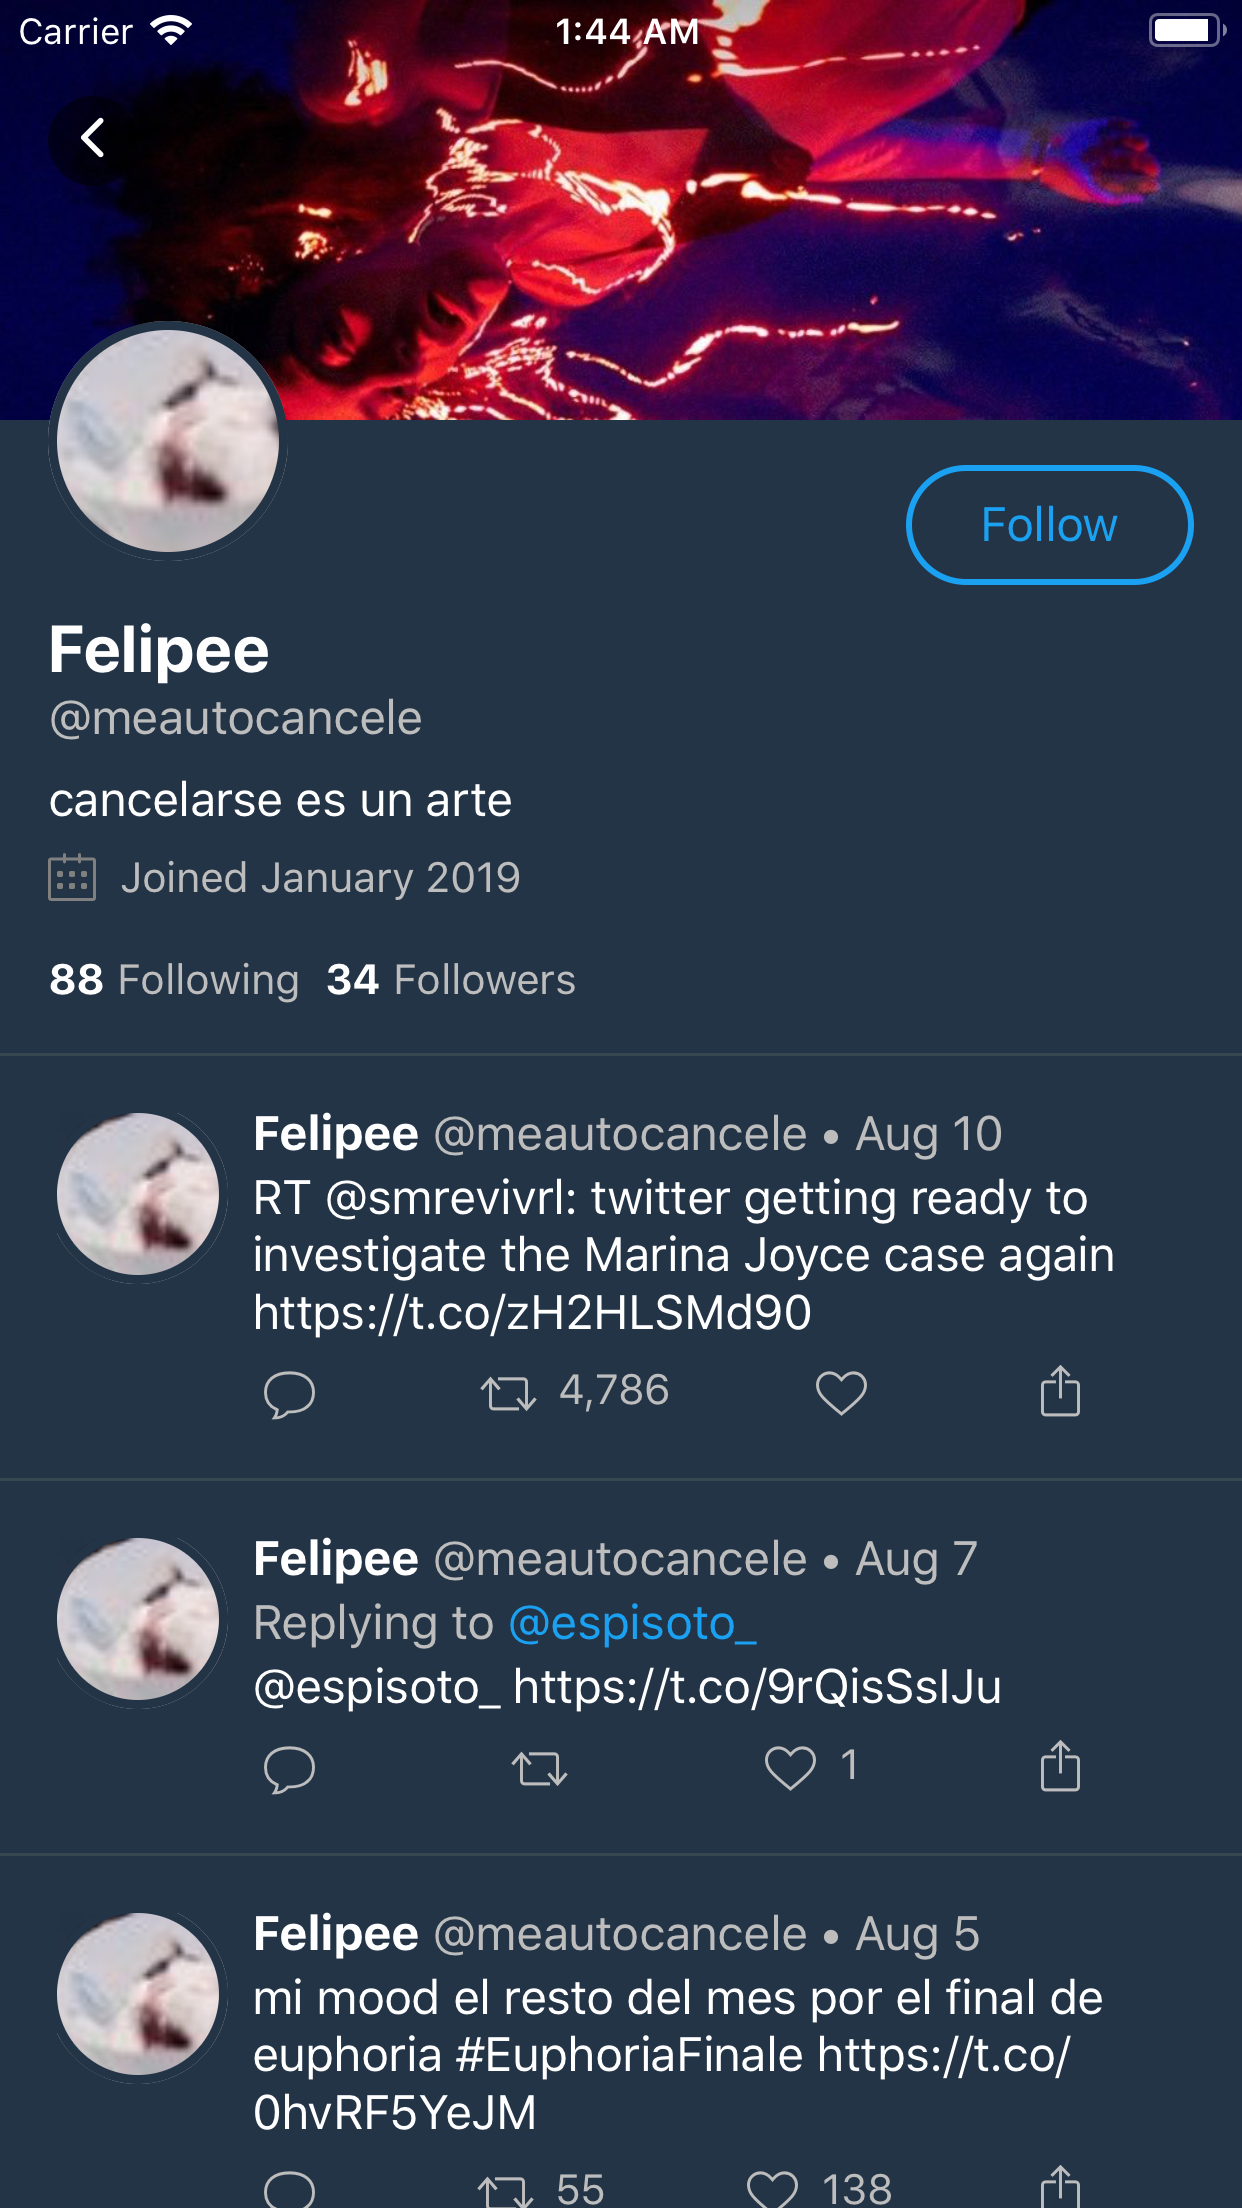 Carrier 1:44 AM
Follow
Felipee
@meautocancele
cancelarse es un arte
Joined January 2019
88 Following 34 Followers
Felipee @meautocancele • Aug 10
RT @smrevivrl: twitter getting ready to
investigate the Marina Joyce case again
https://t.co/zH2HLSMd90
4,786
Felipee @meautocancele • Aug 7
Replying to @espisoto_
@espisoto_ https://t.co/9rQisSsIJu
1
Felipee @meautocancele • Aug 5
mi mood el resto del mes por el final de
euphoria #EuphoriaFinale https://t.co/
0hvRF5YeJM
55 138